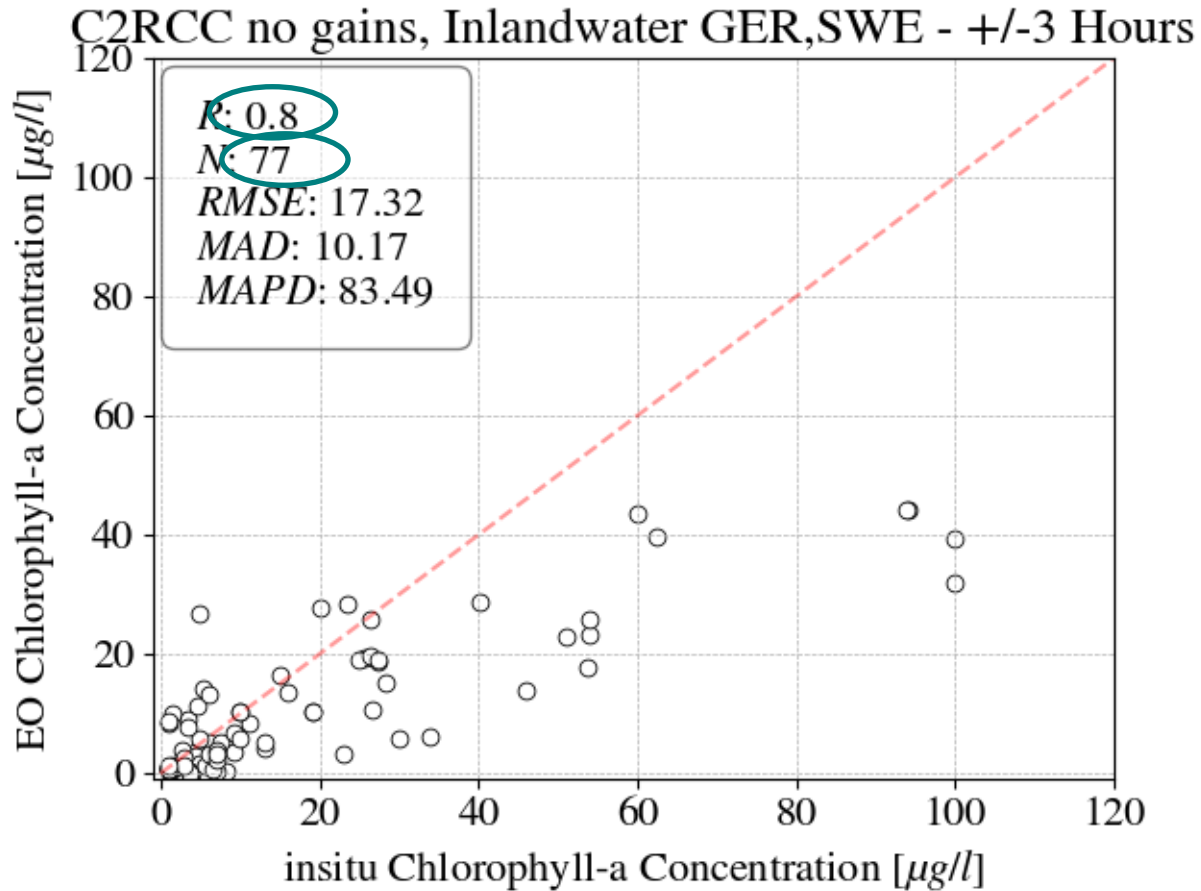 C2RCC no gains, Inlandwater GER,SWE - +/-3 Hours
R: 0.8
N: 77
RMSE: 17.32
MAD: 10.17
MAPD: 83.49
EO Chlorophyll-a Concentration [µg/l]
120
100
80
60
40
20
0
0 20 40 60 80 100 120
insitu Chlorophyll-a Concentration [µg/l]